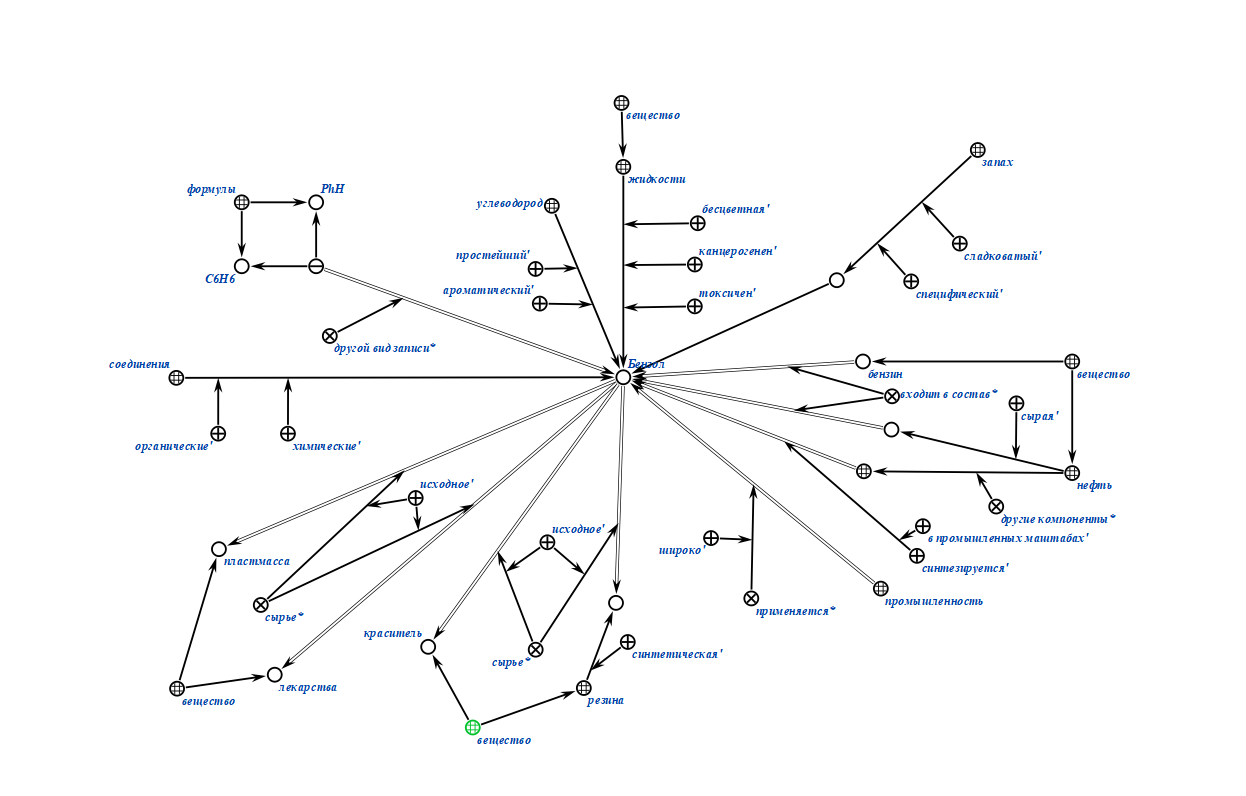 вещество
запах
жидкости
формулы
PhH
углеводород
бесцветная'
сладковатый'
простейший'
канцерогенен'
C6H6
ароматический'
токсичен'
специфический'
другой вид записи*
соединения
Бензол
бензин
вещество
входит в состав*
сырая'
органические'
химические'
исходное'
нефть
другие компоненты*
исходное'
в промышленных маштабах'
широко'
пластмасса
синтезируется'
сырье*
применяется*
промышленность
краситель
сырье*
синтетическая'
лекарства
вещество
резина
вещество